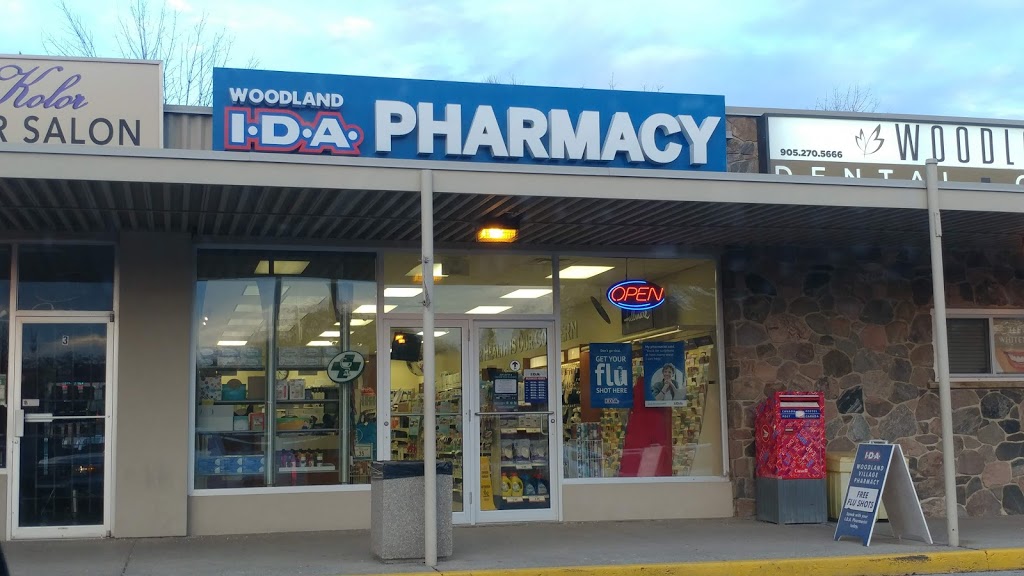 Kolor
R SALON
WOODLAND
I·D·A·
PHARMACY
905.270.5666
WOODL
DENTAL
3
OPEN
GET YOUR
flu
SHOT HERE
I·D·A
WOODLAND
VILLAGE
PHARMACY
FREE
FLU SHOTS